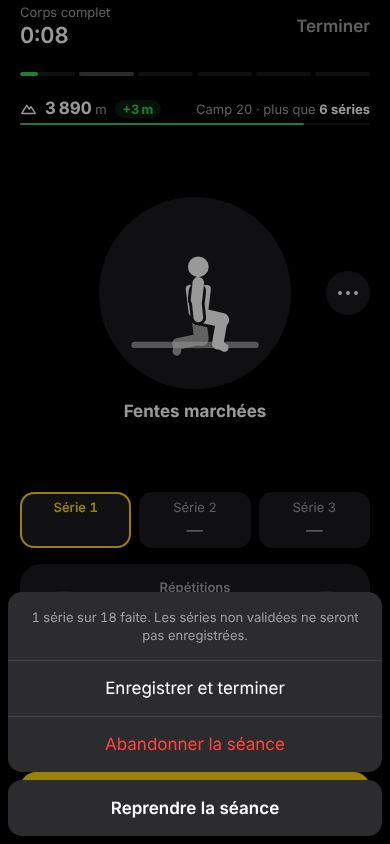 Corps complet
0:08
Terminer
3 890 m +3 m Camp 20 · plus que 6 séries
Fentes marchées
Série 1 Série 2 Série 3
— —
Répétitions
1 série sur 18 faite. Les séries non validées ne seront
pas enregistrées.
Enregistrer et terminer
Abandonner la séance
Reprendre la séance